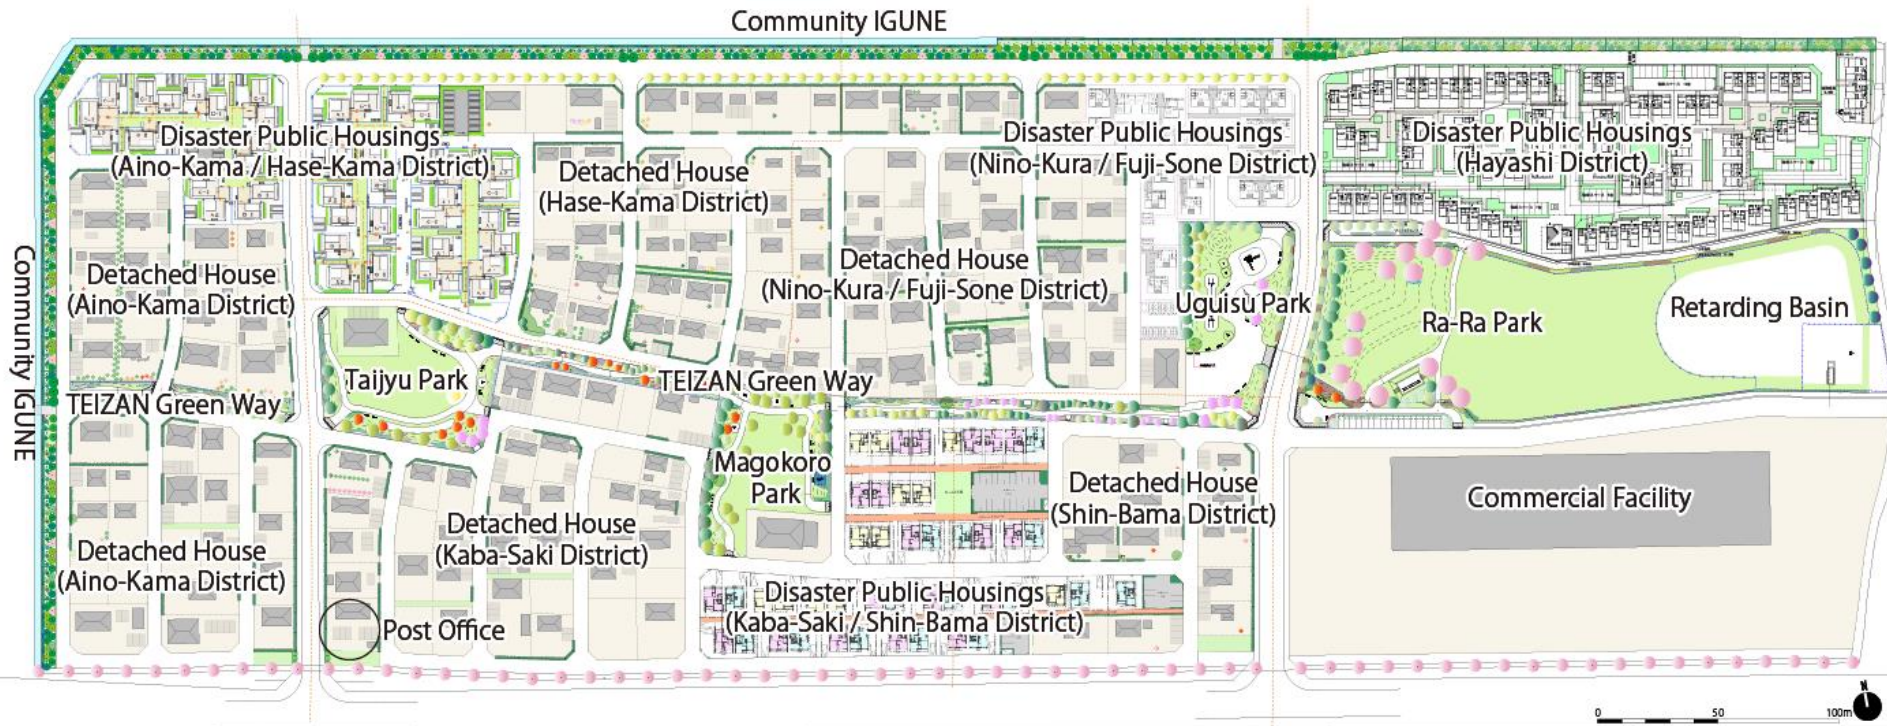 Community IGUNE
Disaster Public Housings
(Aino-Kama / Hase-Kama District)
Detached House
(Hase-Kama District)
Disaster Public Housings
(Nino-Kura / Fuji-Sone District)
Disaster Public Housings
(Hayashi District)
Community IGUNE
Detached House
(Aino-Kama District)
Detached House
(Nino-Kura / Fuji-Sone District)
Uguisu Park
Ra-Ra Park
Retarding Basin
Taijyu Park
TEIZAN Green Way
TEIZAN Green Way
Magokoro
Park
Detached House
(Shin-Bama District)
Commercial Facility
Detached House
(Aino-Kama District)
Detached House
(Kaba-Saki District)
Disaster Public Housings
(Kaba-Saki / Shin-Bama District)
Post Office
N
0 50 100m